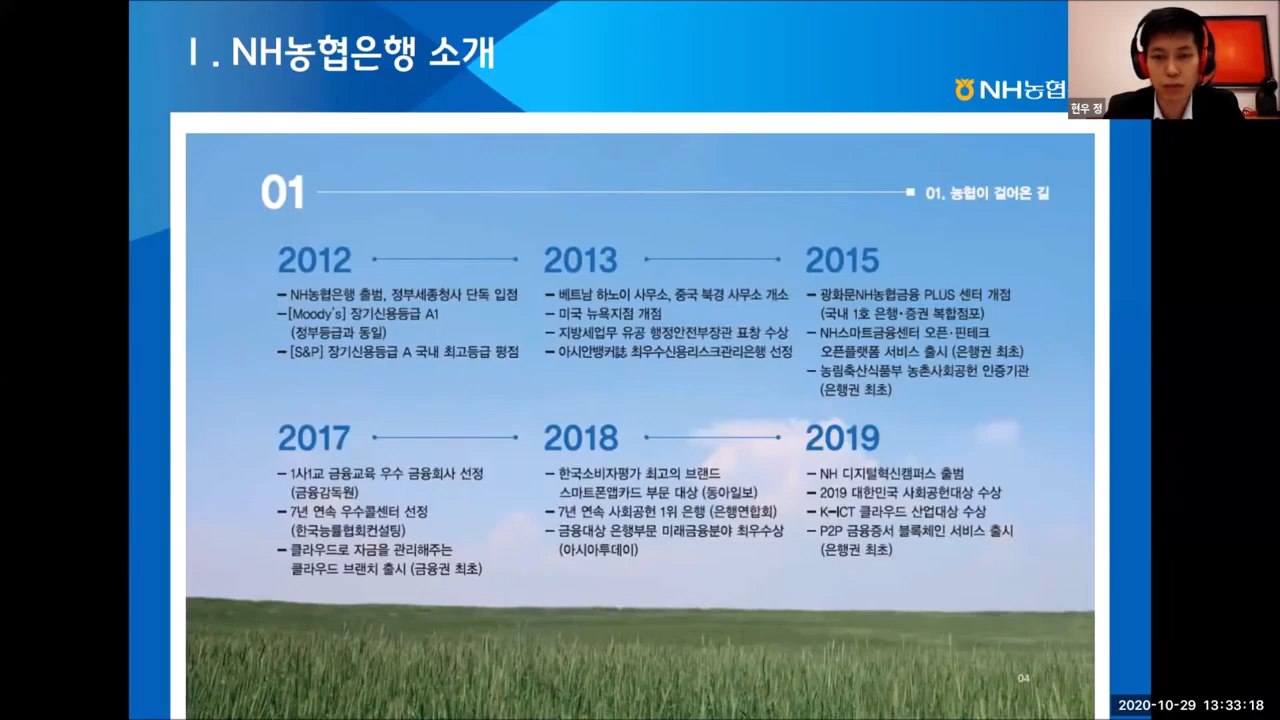 Ⅰ. NH농협은행 소개
NH농협
현우 정
01
01. 농협이 걸어온 길
2012
– NH농협은행 출범, 정부세종청사 단독 입점
–[Moody's] 장기신용등급 A1
(정부등급과 동일)
– [S&P] 장기신용등급 A 국내 최고등급 평점
2013
– 베트남 하노이 사무소, 중국 북경 사무소 개소
– 미국 뉴욕지점 개점
– 지방세업무 유공 행정안전부장관 표창 수상
– 아시안뱅커誌 최우수신용리스크관리은행 선정
2015
– 광화문NH농협금융 PLUS 센터 개점
(국내 1호 은행·증권 복합점포)
– NH스마트금융센터 오픈·핀테크
오픈플랫폼 서비스 출시 (은행권 최초)
– 농림축산식품부 농촌사회공헌 인증기관
(은행권 최초)
2017
– 1사1교 금융교육 우수 금융회사 선정
(금융감독원)
– 7년 연속 우수콜센터 선정
(한국능률협회컨설팅)
– 클라우드로 자금을 관리해주는
클라우드 브랜치 출시 (금융권 최초)
2018
– 한국소비자평가 최고의 브랜드
스마트폰앱카드 부문 대상 (동아일보)
– 7년 연속 사회공헌 1위 은행 (은행연합회)
– 금융대상 은행부문 미래금융분야 최우수상
(아시아투데이)
2019
– NH 디지털혁신캠퍼스 출범
– 2019 대한민국 사회공헌대상 수상
– K-ICT 클라우드 산업대상 수상
– P2P 금융증서 블록체인 서비스 출시
(은행권 최초)
04
2020-10-29 13:33:18